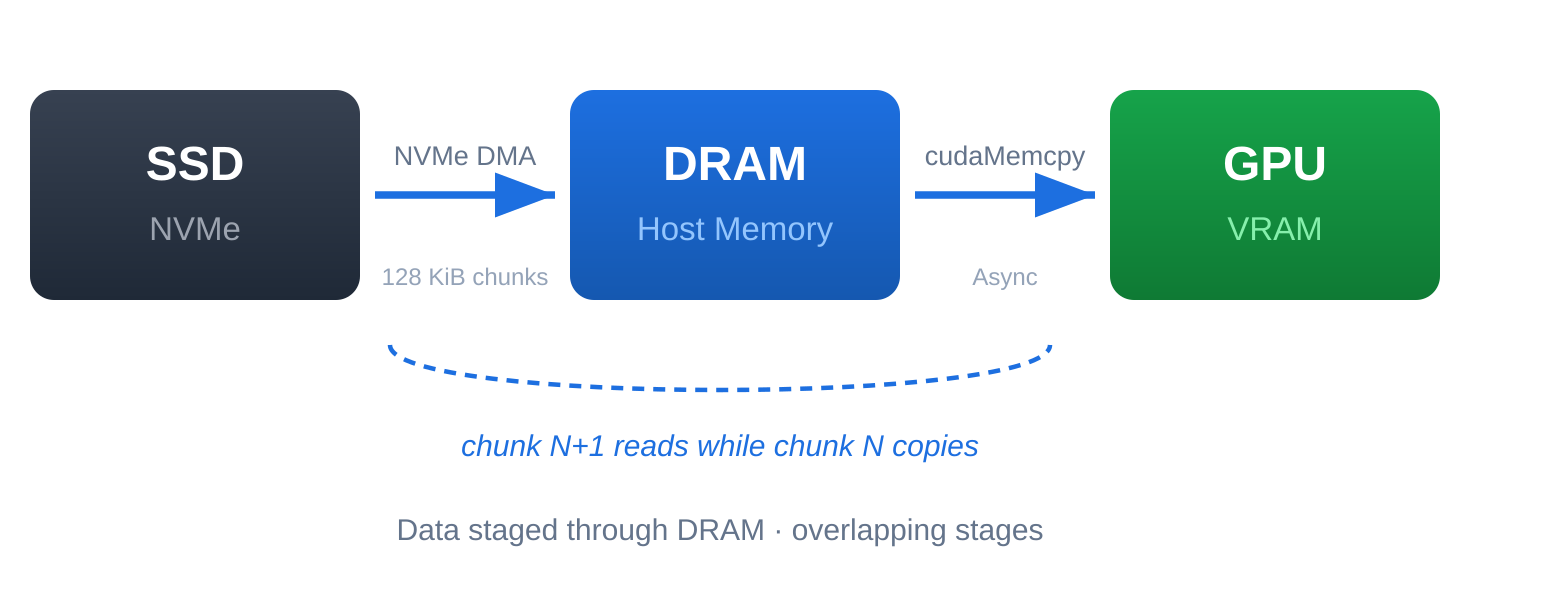 SSD
NVMe
NVMe DMA
128 KiB chunks
DRAM
Host Memory
cudaMemcpy
Async
GPU
VRAM
chunk N+1 reads while chunk N copies
Data staged through DRAM · overlapping stages